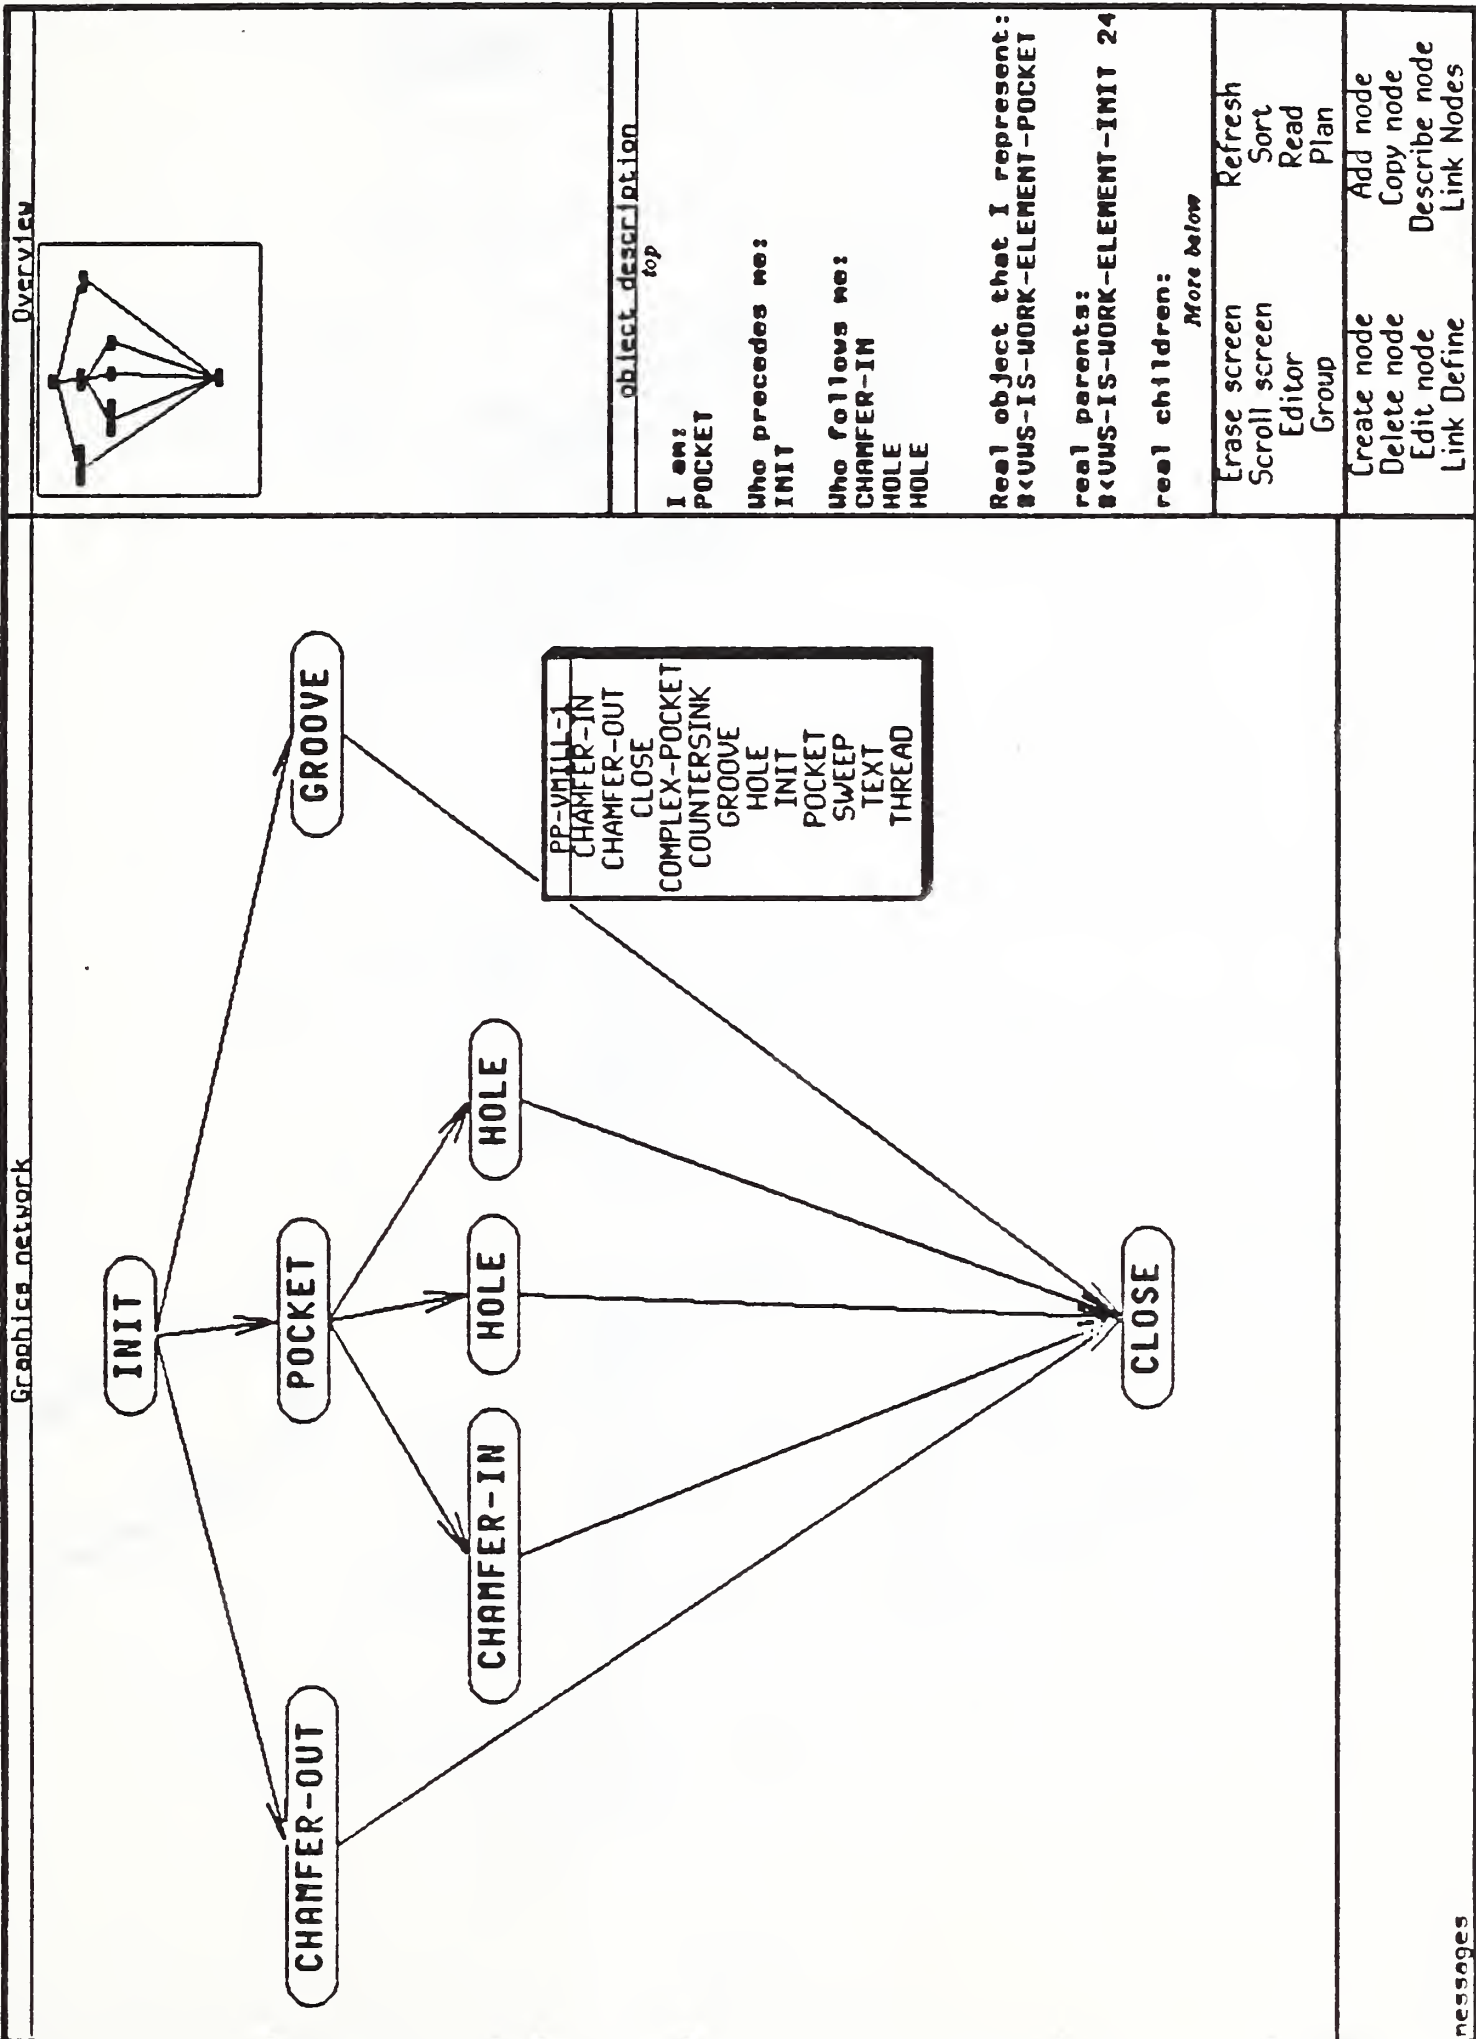 Graphics network
INIT
CHAMFER-OUT
POCKET
GROOVE
CHAMFER-IN
HOLE
HOLE
CLOSE
PP-VMILL-1
CHAMFER-IN
CHAMFER-OUT
CLOSE
COMPLEX-POCKET
COUNTERSINK
GROOVE
HOLE
INIT
POCKET
SWEEP
TEXT
THREAD
messages
Overview
object description
top
I am:
POCKET
Who precedes me:
INIT
Who follows me:
CHAMFER-IN
HOLE
HOLE
Real object that I represent:
#<VWS-IS-WORK-ELEMENT-POCKET
real parents:
#<VWS-IS-WORK-ELEMENT-INIT 24
real children:
More below
Erase screen Refresh
Scroll screen Sort
Editor Read
Group Plan
Create node Add node
Delete node Copy node
Edit node Describe node
Link Define Link Nodes